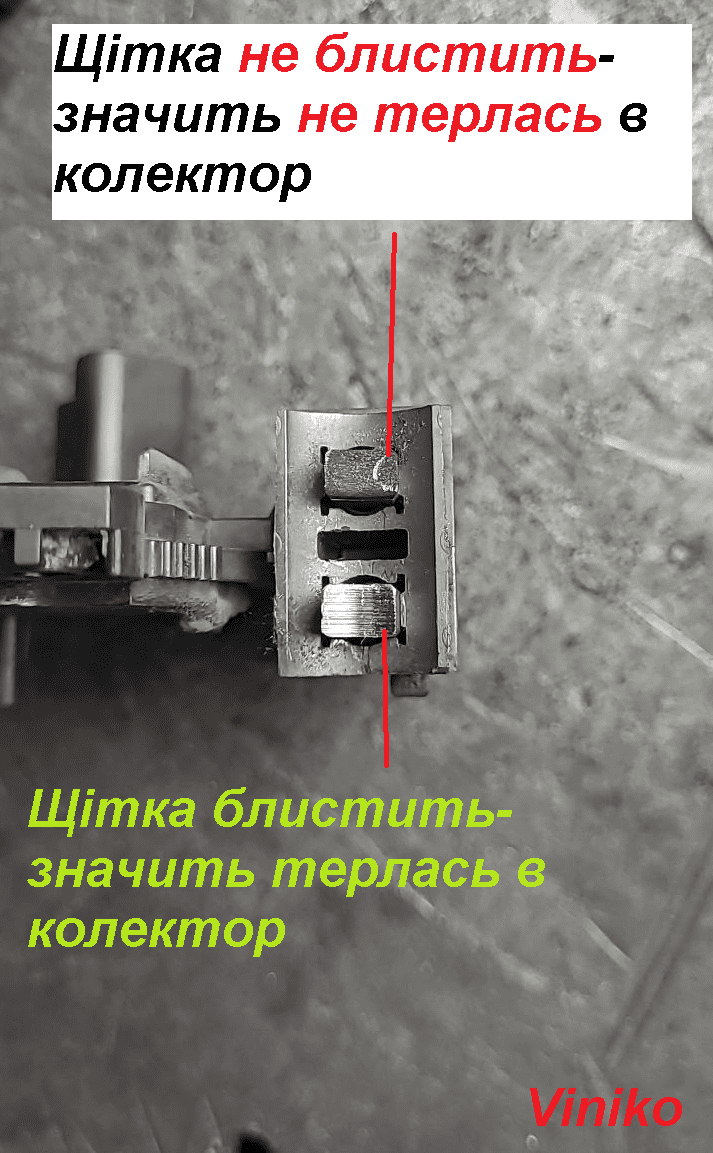 Щітка не блистить-
значить не терлась в
колектор
Щітка блистить-
значить терлась в
колектор
Viniko